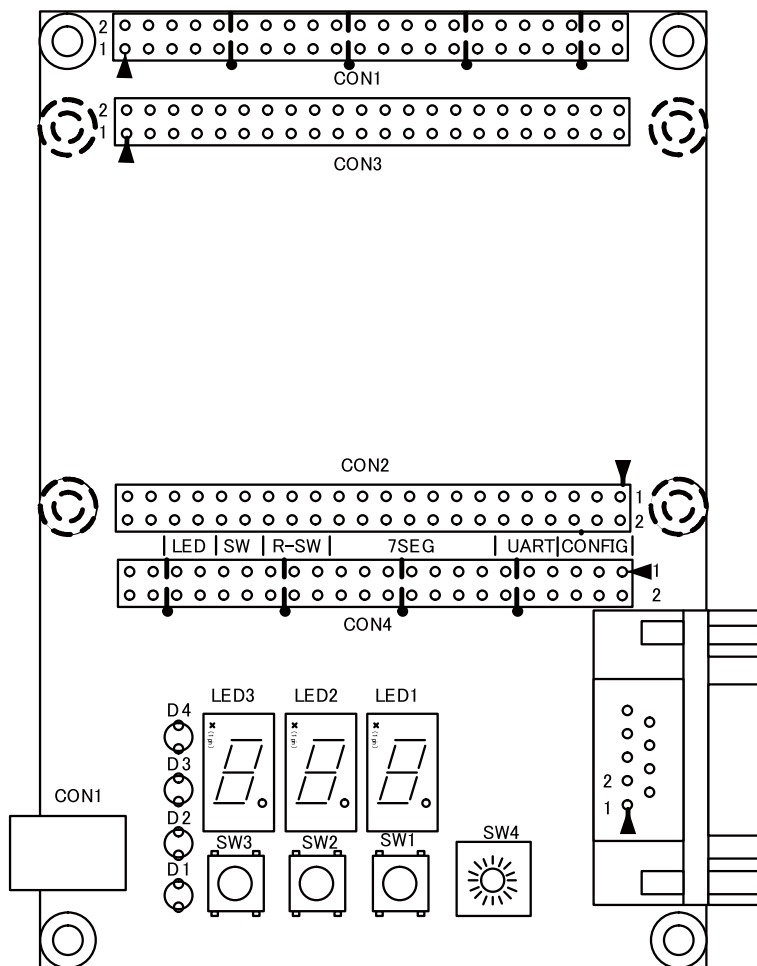 2
1
CON1
2
1
CON3
CON2
1
2
LED SW R-SW 7SEG UART CONFIG
1
2
CON4
LED3 LED2 LED1
D4
D3
2
CON1
1
D2
SW3 SW2 SW1 SW4
D1